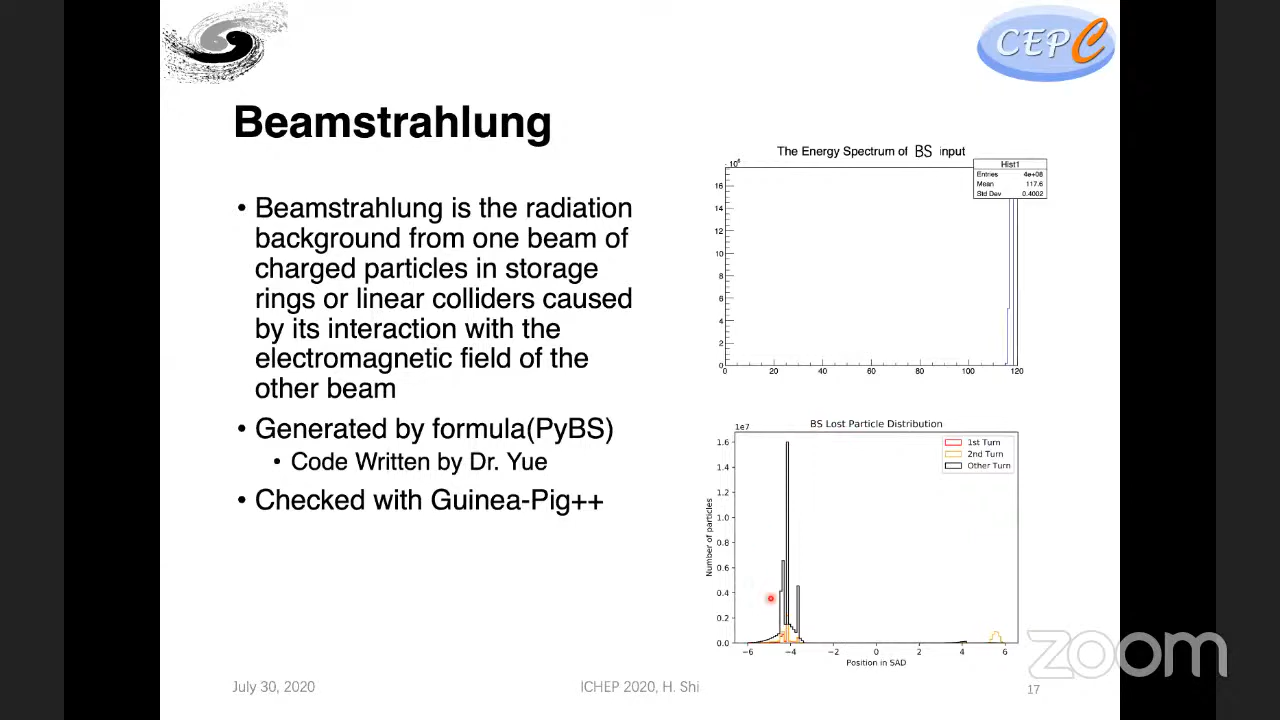 CEPC
Beamstrahlung
• Beamstrahlung is the radiation
background from one beam of
charged particles in storage
rings or linear colliders caused
by its interaction with the
electromagnetic field of the
other beam
• Generated by formula(PyBS)
• Code Written by Dr. Yue
• Checked with Guinea-Pig++
The Energy Spectrum of BS input
Hist1
Entries 4e+08
Mean 117.6
Std Dev 0.4002
16
14
12
10
8
6
4
2
0
0 20 40 60 80 100 120
BS Lost Particle Distribution
1e7
1st Turn
2nd Turn
Other Turn
Number of particles
1.6
1.4
1.2
1.0
0.8
0.6
0.4
0.2
0.0
−6 −4 −2 0 2 4 6
Position in SAD
zoom
July 30, 2020
ICHEP 2020, H. Shi
17